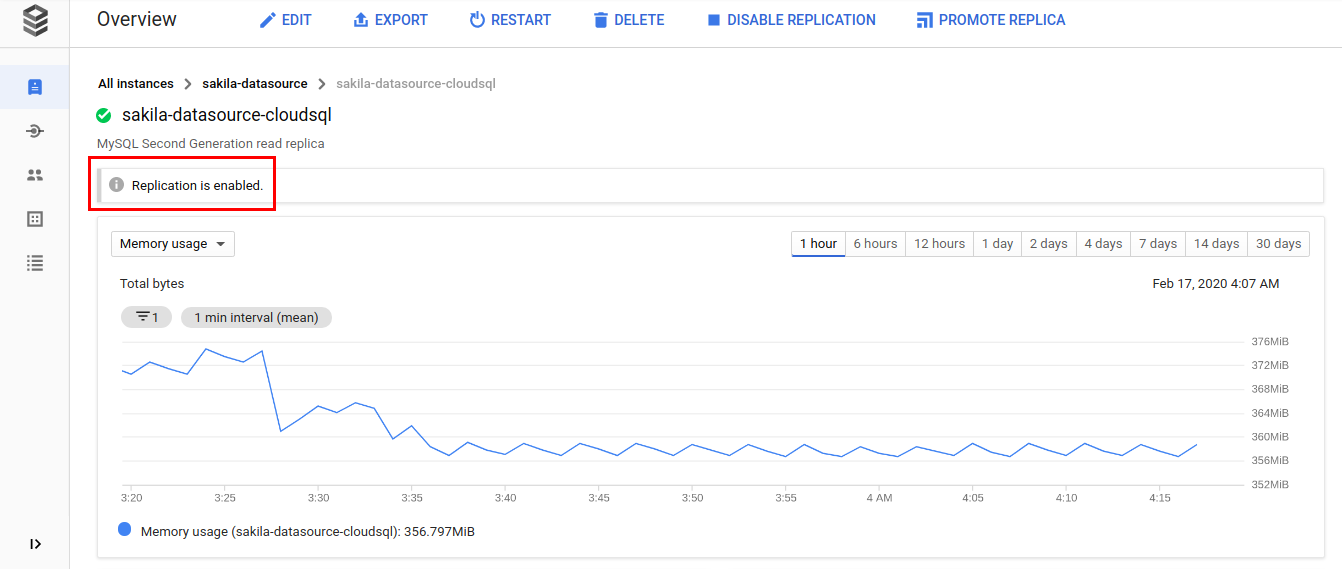 Overview EDIT EXPORT RESTART DELETE DISABLE REPLICATION PROMOTE REPLICA
All instances sakila-datasource sakila-datasource-cloudsql
sakila-datasource-cloudsql
MySQL Second Generation read replica
Replication is enabled.
Memory usage 1 hour 6 hours 12 hours 1 day 2 days 4 days 7 days 14 days 30 days
Total bytes Feb 17, 2020 4:07 AM
1 1 min interval (mean)
376MiB
372MiB
368MiB
364MiB
360MiB
356MiB
352MiB
3:20 3:25 3:30 3:35 3:40 3:45 3:50 3:55 4 AM 4:05 4:10 4:15
Memory usage (sakila-datasource-cloudsql): 356.797MiB